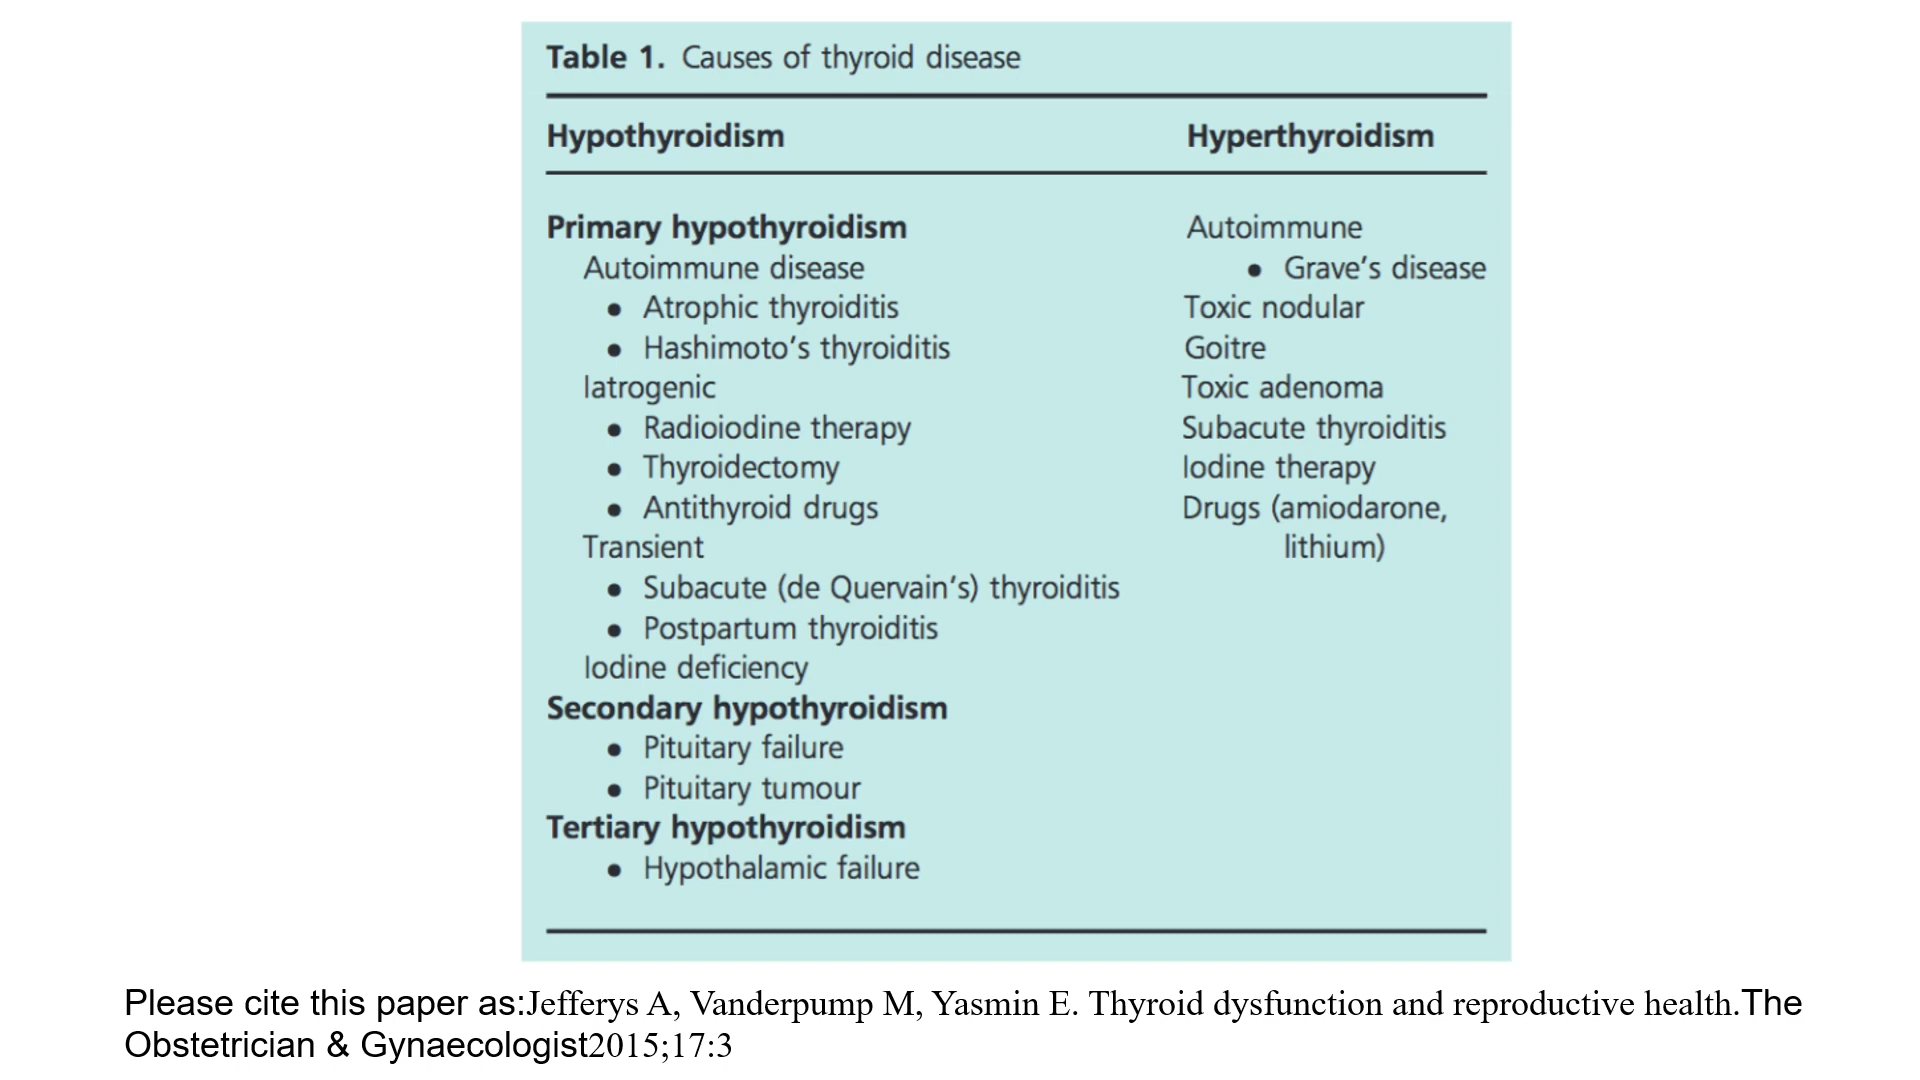 Table 1. Causes of thyroid disease
Hypothyroidism
Hyperthyroidism
Primary hypothyroidism
Autoimmune disease
• Atrophic thyroiditis
• Hashimoto's thyroiditis
Iatrogenic
• Radioiodine therapy
• Thyroidectomy
• Antithyroid drugs
Transient
• Subacute (de Quervain's) thyroiditis
• Postpartum thyroiditis
Iodine deficiency
Secondary hypothyroidism
• Pituitary failure
• Pituitary tumour
Tertiary hypothyroidism
• Hypothalamic failure
Autoimmune
• Grave's disease
Toxic nodular
Goitre
Toxic adenoma
Subacute thyroiditis
Iodine therapy
Drugs (amiodarone,
lithium)
Please cite this paper as:Jefferys A, Vanderpump M, Yasmin E. Thyroid dysfunction and reproductive health.The
Obstetrician & Gynaecologist2015;17:3